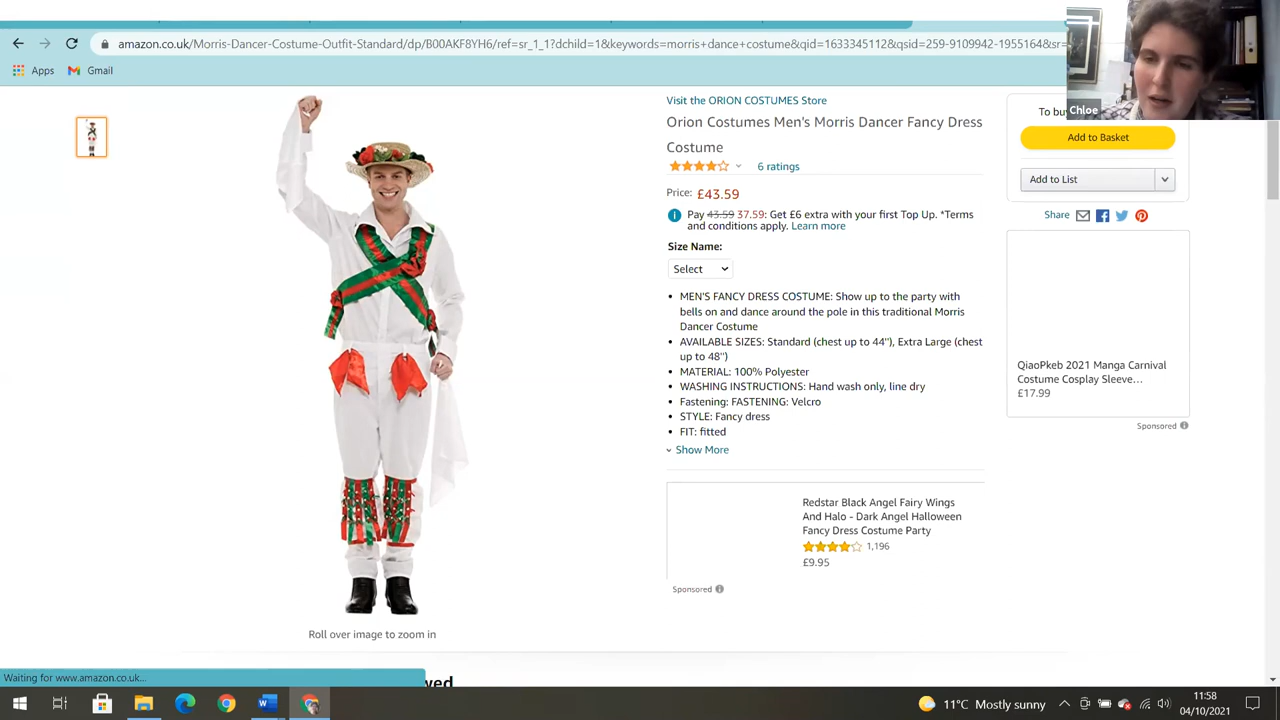 amazon.co.uk/Morris-Dancer-Costume-Outfit-Standard/dp/B00AKF8YH6/ref=sr_1_1?dchild=1&keywords=morris+dance+costume&qid=1633345112&qsid=259-9109942-1955164&sr=
Apps
Gmail
Chloe
Visit the ORION COSTUMES Store
Orion Costumes Men's Morris Dancer Fancy Dress
Costume
6 ratings
Price: £43.59
Pay 43.59 37.59: Get £6 extra with your first Top Up. *Terms
and conditions apply. Learn more
Size Name:
Select
• MEN'S FANCY DRESS COSTUME: Show up to the party with
bells on and dance around the pole in this traditional Morris
Dancer Costume
• AVAILABLE SIZES: Standard (chest up to 44''), Extra Large (chest
up to 48'')
• MATERIAL: 100% Polyester
• WASHING INSTRUCTIONS: Hand wash only, line dry
• Fastening: FASTENING: Velcro
• STYLE: Fancy dress
• FIT: fitted
Show More
Redstar Black Angel Fairy Wings
And Halo - Dark Angel Halloween
Fancy Dress Costume Party
1,196
£9.95
Sponsored
To bu
Add to Basket
Add to List
Share
QiaoPkeb 2021 Manga Carnival
Costume Cosplay Sleeve...
£17.99
Sponsored
Roll over image to zoom in
Waiting for www.amazon.co.uk...
wed
11°C Mostly sunny
11:58
04/10/2021